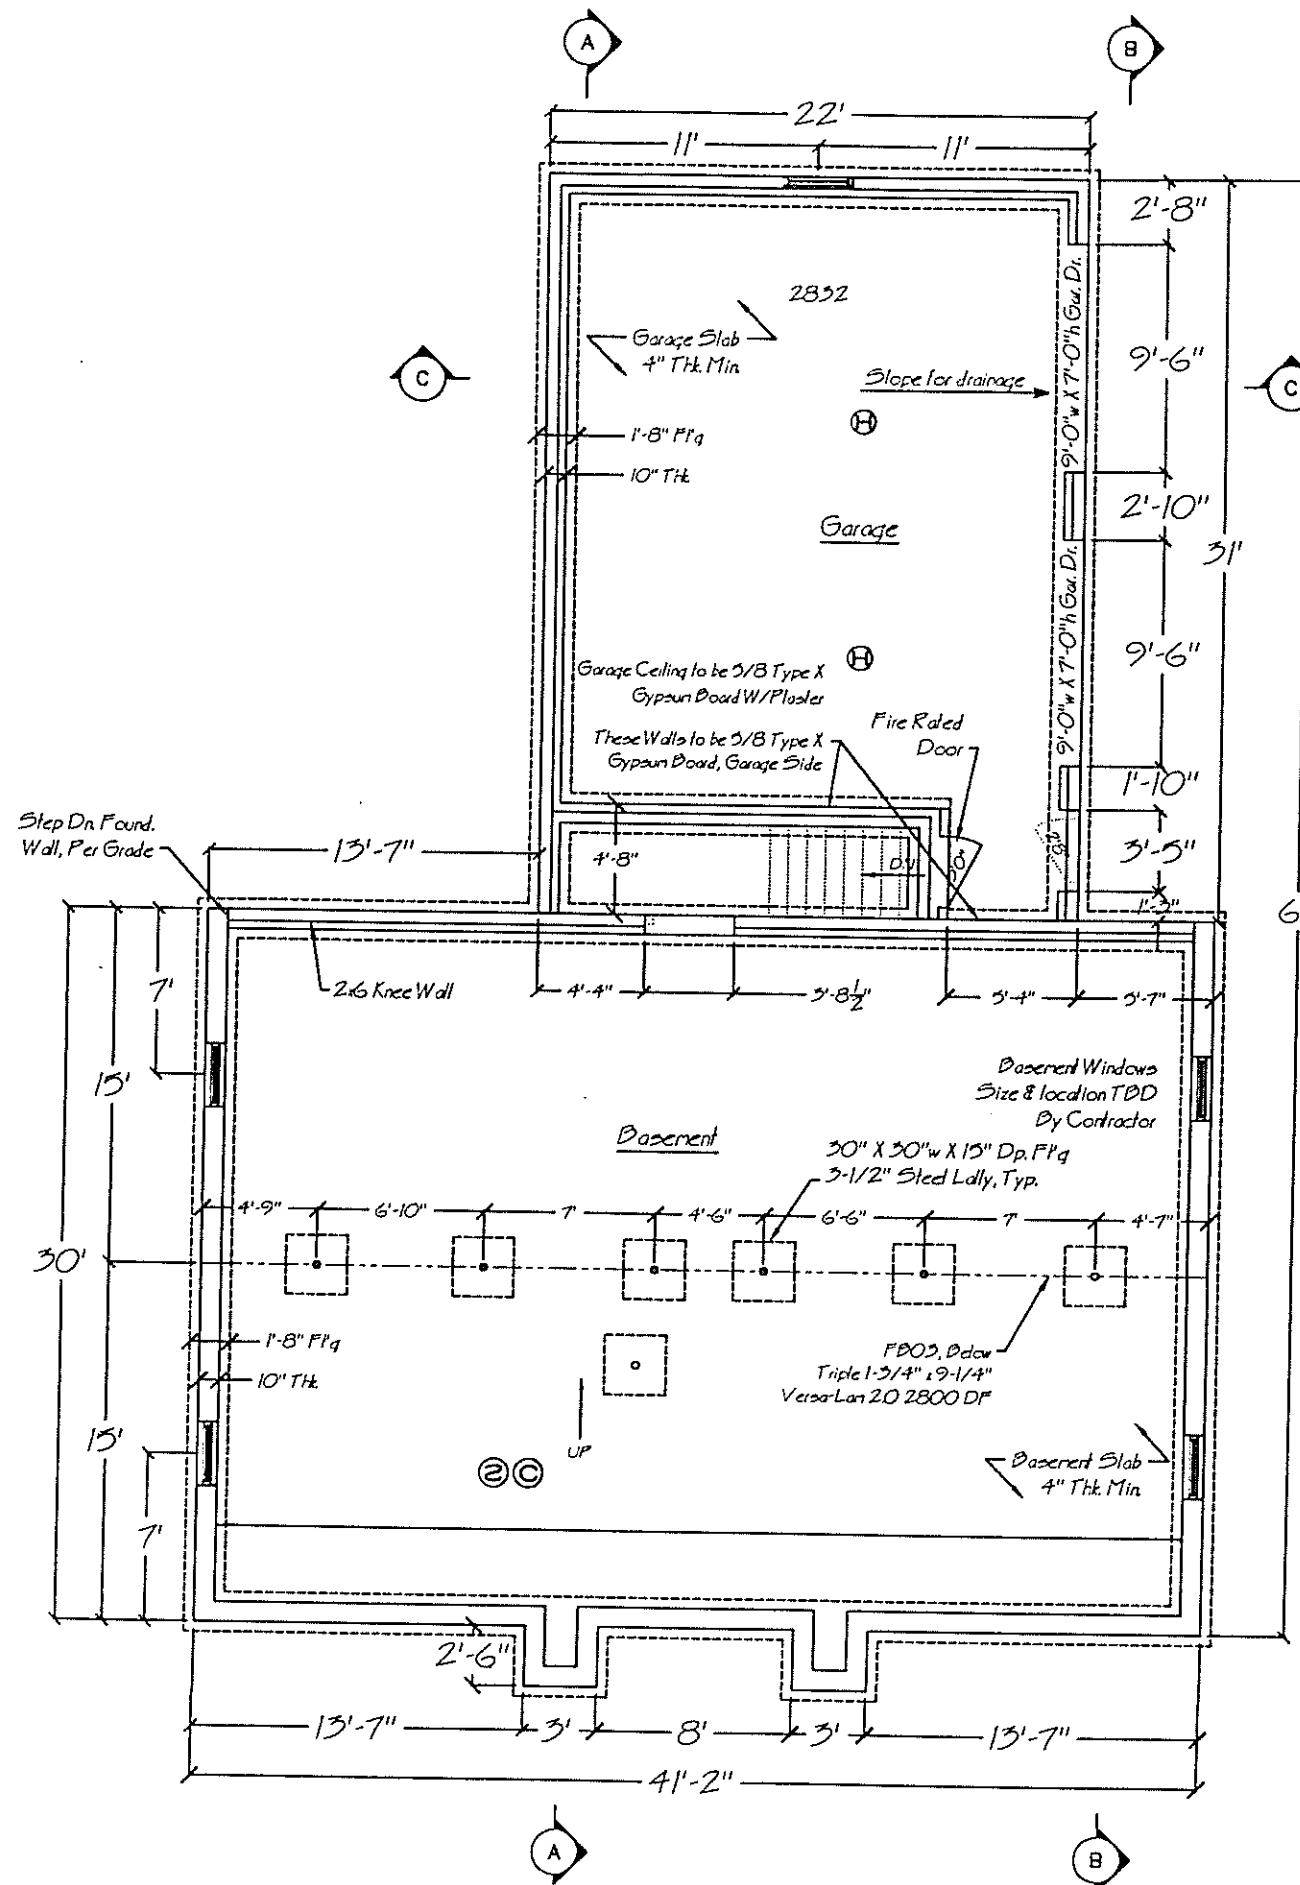 A
B
22'
11'
11'
2'-8"
2832
Garage Slab
4" Thk. Min
9'-0"w X 7'-0"h Gar. Dr.
9'-6"
C
Slope for drainage
C
1'-8" Ft'g
10" Thk
2'-10"
Garage
31'
H
H
9'-0"w X 7'-0"h Gar. Dr.
9'-6"
Garage Ceiling to be 5/8 Type X
Gypsum Board W/Plaster
Fire Rated
Door
These Walls to be 5/8 Type X
Gypsum Board, Garage Side
1'-10"
Step Dn. Found.
Wall, Per Grade
13'-7"
4'-8"
3'-5"
6
7'
2x6 Knee Wall
4'-4"
5'-4"
5'-7"
15'
Basement Windows
Size & location TBD
By Contractor
Basement
30" X 30"w X 15" Dp. Ft'g
3-1/2" Steel Lally, Typ.
4'-9"
6'-10"
7'
4'-6"
6'-6"
7'
4'-7"
30'
1'-8" Ft'g
10" Thk
FB03, Below
Triple 1-3/4" x 9-1/4"
Versa-Lam 2.0 2800 DF
15'
UP
2
C
Basement Slab
4" Thk. Min
7'
2'-6"
13'-7"
3'
8'
3'
13'-7"
41'-2"
A
B